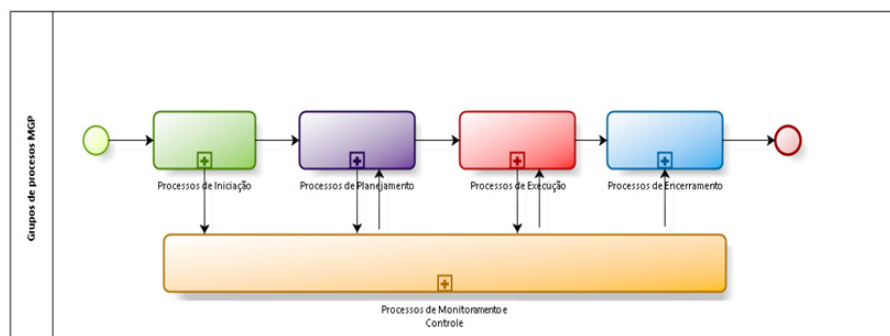 Grupos de procesos MGP
Processos de Iniciação
Processos de Planejamento
Processos de Execução
Processos de Encerramento
Processos de Monitoramento e
Controle